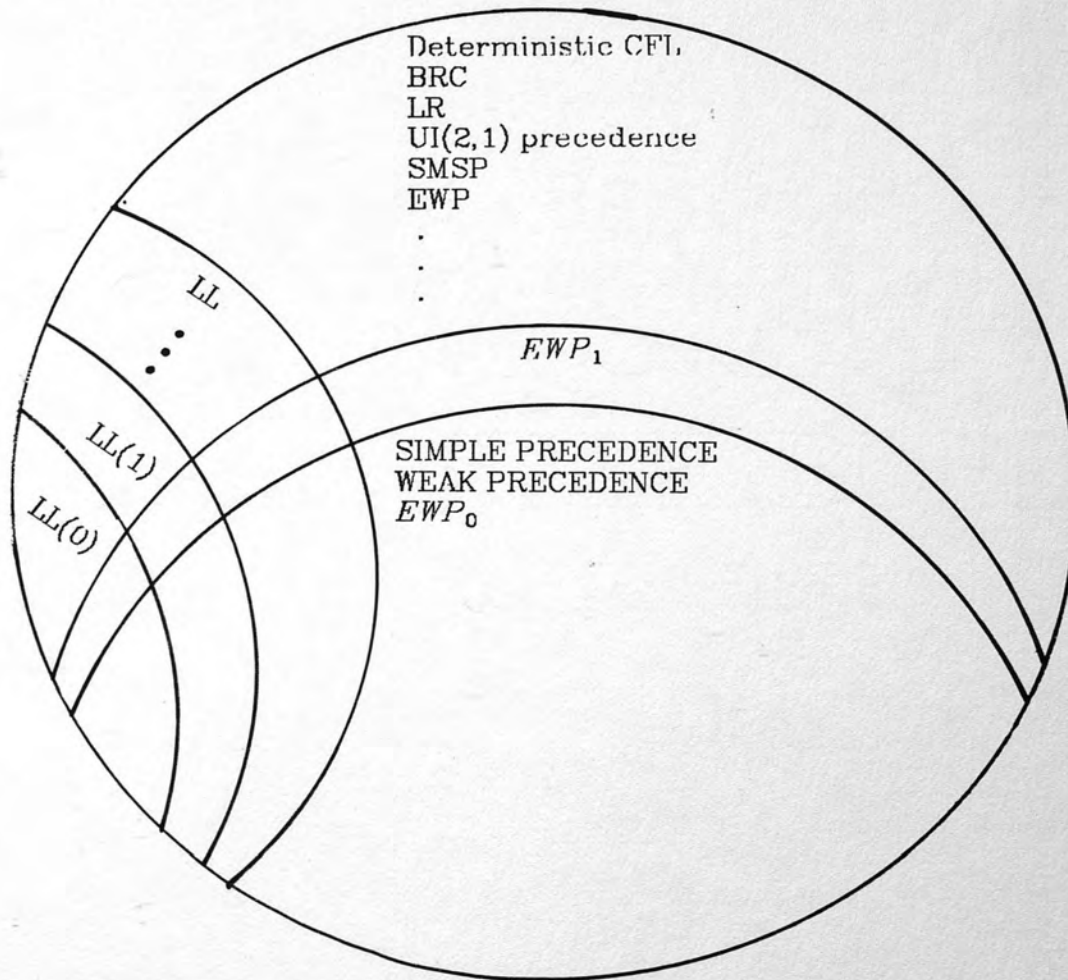 Deterministic CFL
BRC
LR
UI(2,1) precedence
SMSP
EWP
.
.
.
LL
EWP₁
LL(1)
SIMPLE PRECEDENCE
WEAK PRECEDENCE
EWP₀
LL(0)